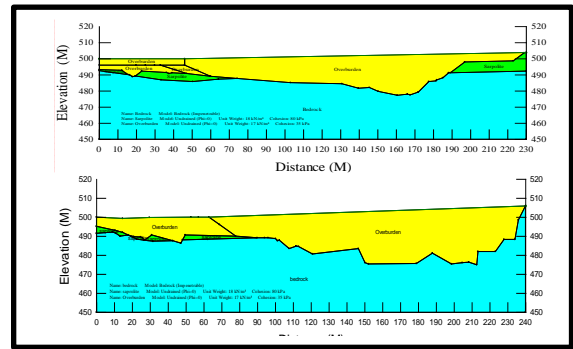 520 520
510 510
500 500
490 490
480 480
470 470
460 460
450 450
Elevation (M)
Overburden
Overburden
Overburden
Bedrock
Name: Bedrock Model: Bedrock (Impenetrable)
Model: Undrained (Phi=0) Unit Weight: 18 kN/m³ Cohesion: 80 kPa
Name: Overburden Model: Undrained (Phi=0) Unit Weight: 17 kN/m³ Cohesion: 35 kPa
0 10 20 30 40 50 60 70 80 90 100 110 120 130 140 150 160 170 180 190 200 210 220 230
Distance (M)
520 520
510 510
500 500
490 490
480 480
470 470
460 460
450 450
Elevation (M)
Overburden
Overburden
bedrock
Name: bedrock Model: Bedrock (Impenetrable)
Model: Undrained (Phi=0) Unit Weight: 18 kN/m³ Cohesion: 80 kPa
Name: Overburden Model: Undrained (Phi=0) Unit Weight: 17 kN/m³ Cohesion: 35 kPa
0 10 20 30 40 50 60 70 80 90 100 110 120 130 140 150 160 170 180 190 200 210 220 230 240